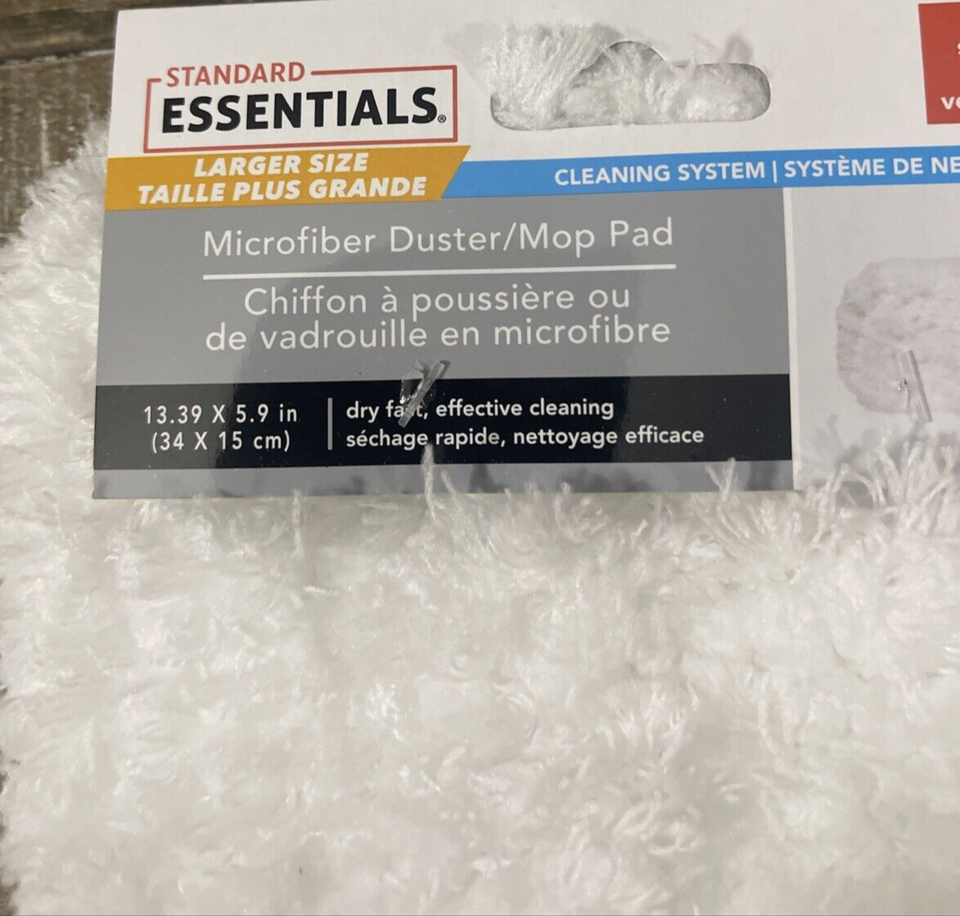 STANDARD
ESSENTIALS®
LARGER SIZE
TAILLE PLUS GRANDE
CLEANING SYSTEM | SYSTÈME DE
Microfiber Duster/Mop Pad
Chiffon à poussière ou
de vadrouille en microfibre
13.39 X 5.9 in
(34 X 15 cm)
dry fast, effective cleaning
séchage rapide, nettoyage efficace